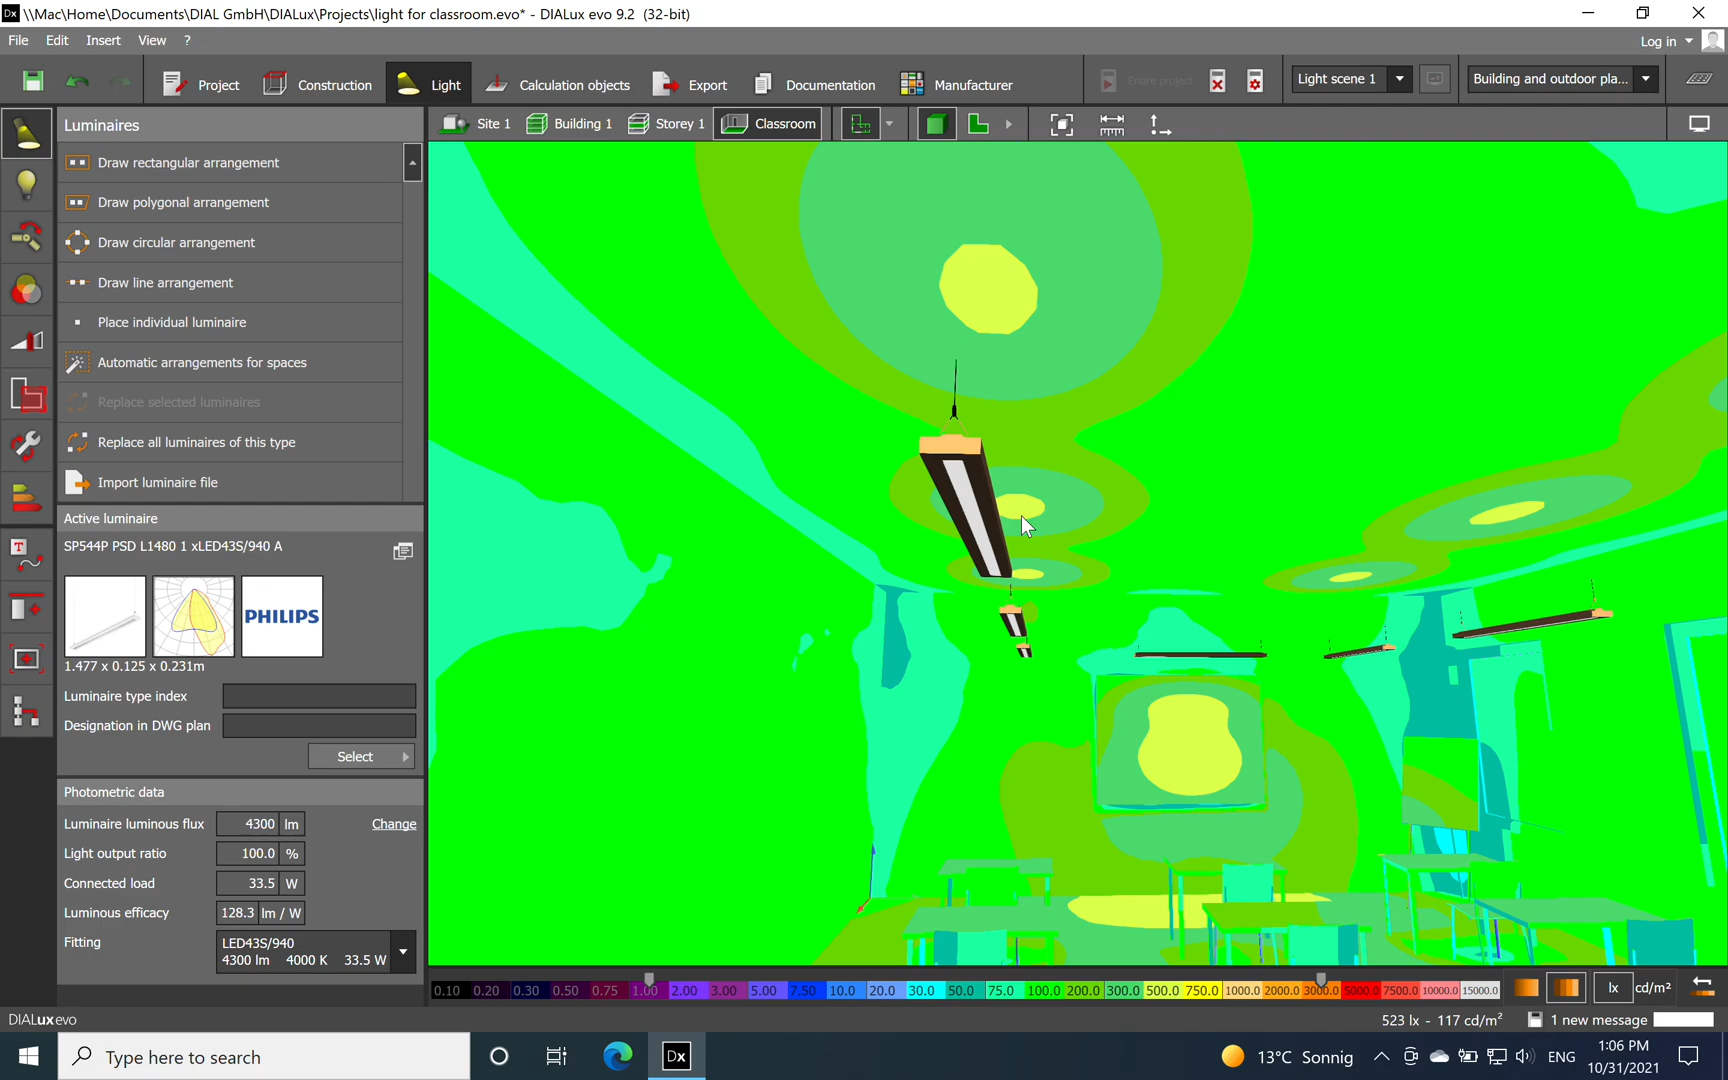 \\Mac\Home\Documents\DIAL GmbH\DIALux\Projects\light for classroom.evo* - DIALux evo 9.2 (32-bit)
File Edit Insert View ? Log in
Project Construction Light Calculation objects Export Documentation Manufacturer Entire project Light scene 1 Building and outdoor pla...
Luminaires
Site 1 Building 1 Storey 1 Classroom
Draw rectangular arrangement
Draw polygonal arrangement
Draw circular arrangement
Draw line arrangement
Place individual luminaire
Automatic arrangements for spaces
Replace selected luminaires
Replace all luminaires of this type
Import luminaire file
Active luminaire
SP544P PSD L1480 1 xLED43S/940 A
PHILIPS
1.477 x 0.125 x 0.231m
Luminaire type index
Designation in DWG plan
Select
Photometric data
Luminaire luminous flux 4300 lm Change
Light output ratio 100.0 %
Connected load 33.5 W
Luminous efficacy 128.3 lm / W
Fitting LED43S/940
4300 lm 4000 K 33.5 W
0.10 0.20 0.30 0.50 0.75 1.00 2.00 3.00 5.00 7.50 10.0 20.0 30.0 50.0 75.0 100.0 200.0 300.0 500.0 750.0 1000.0 2000.0 3000.0 5000.0 7500.0 10000.0 15000.0 lx cd/m²
DIALux evo 523 lx - 117 cd/m² 1 new message
Type here to search Dx 13°C Sonnig ENG 1:06 PM
10/31/2021